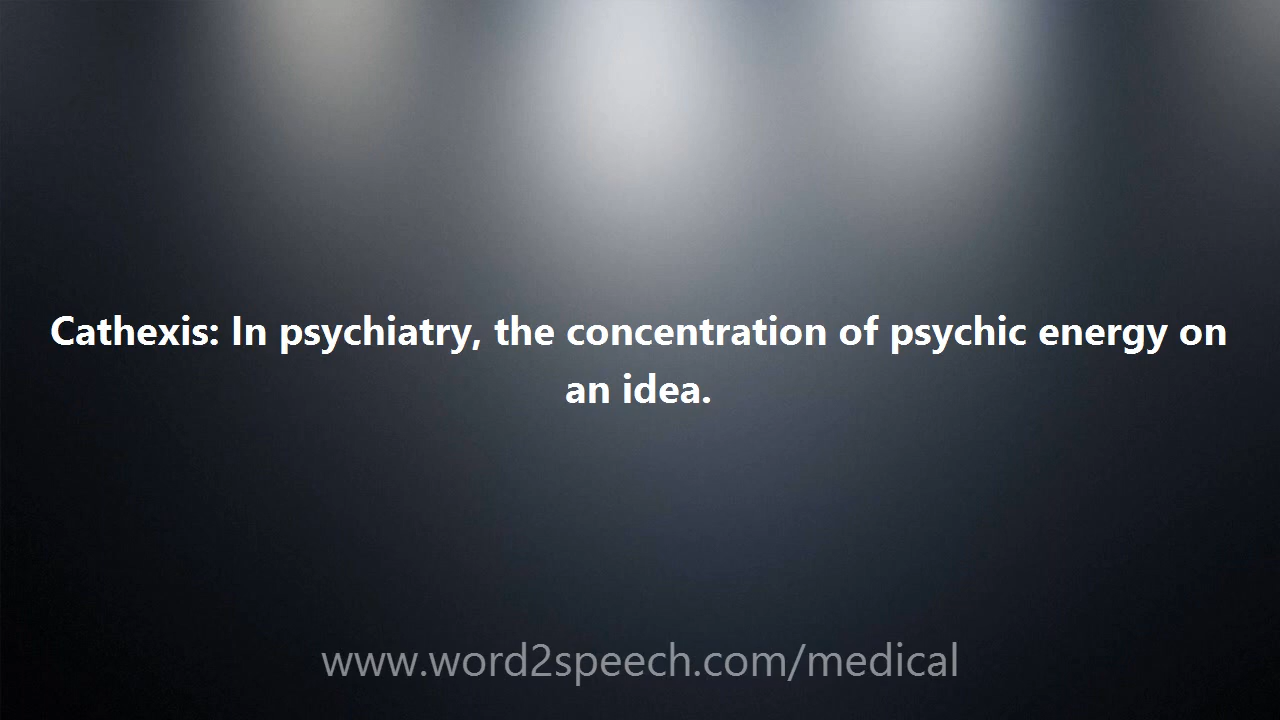 Cathexis: In psychiatry, the concentration of psychic energy on
an idea.
www.word2speech.com/medical